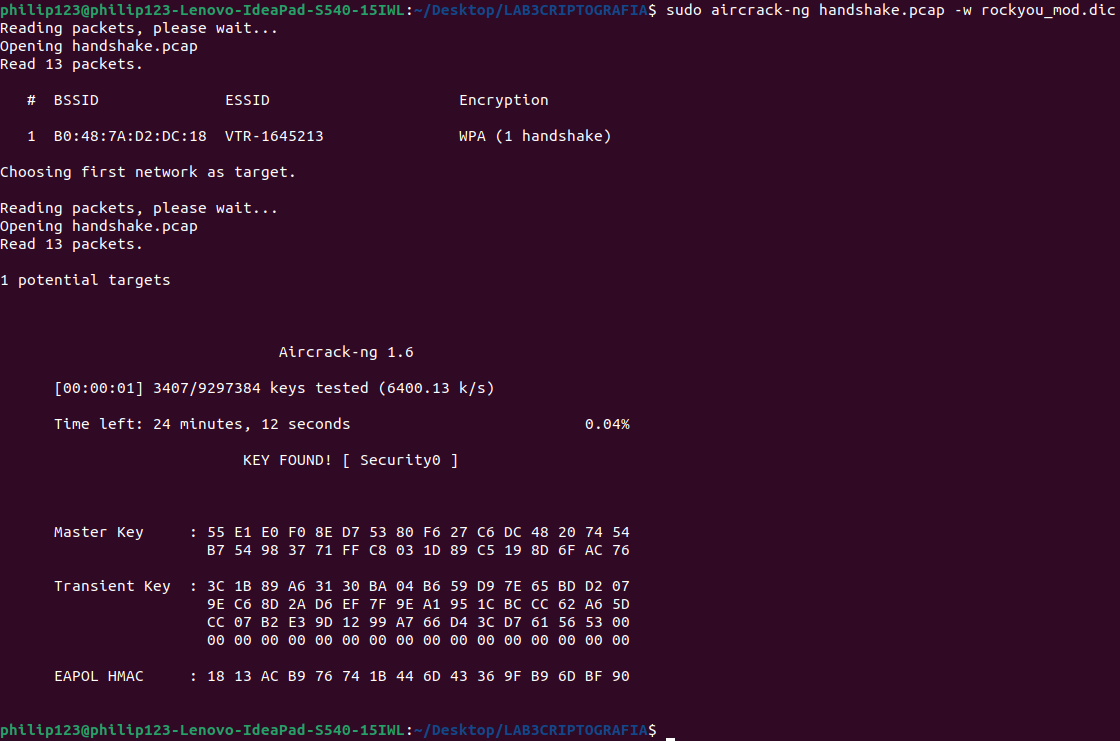 philip123@philip123-Lenovo-IdeaPad-S540-15IWL:~/Desktop/LAB3CRIPTOGRAFIA$ sudo aircrack-ng handshake.pcap -w rockyou_mod.dic
Reading packets, please wait...
Opening handshake.pcap
Read 13 packets.
# BSSID ESSID Encryption
1 B0:48:7A:D2:DC:18 VTR-1645213 WPA (1 handshake)
Choosing first network as target.
Reading packets, please wait...
Opening handshake.pcap
Read 13 packets.
1 potential targets
Aircrack-ng 1.6
[00:00:01] 3407/9297384 keys tested (6400.13 k/s)
Time left: 24 minutes, 12 seconds 0.04%
KEY FOUND! [ Security0 ]
Master Key : 55 E1 E0 F0 8E D7 53 80 F6 27 C6 DC 48 20 74 54
B7 54 98 37 71 FF C8 03 1D 89 C5 19 8D 6F AC 76
Transient Key : 3C 1B 89 A6 31 30 BA 04 B6 59 D9 7E 65 BD D2 07
9E C6 8D 2A D6 EF 7F 9E A1 95 1C BC CC 62 A6 5D
CC 07 B2 E3 9D 12 99 A7 66 D4 3C D7 61 56 53 00
00 00 00 00 00 00 00 00 00 00 00 00 00 00 00 00
EAPOL HMAC : 18 13 AC B9 76 74 1B 44 6D 43 36 9F B9 6D BF 90
philip123@philip123-Lenovo-IdeaPad-S540-15IWL:~/Desktop/LAB3CRIPTOGRAFIA$